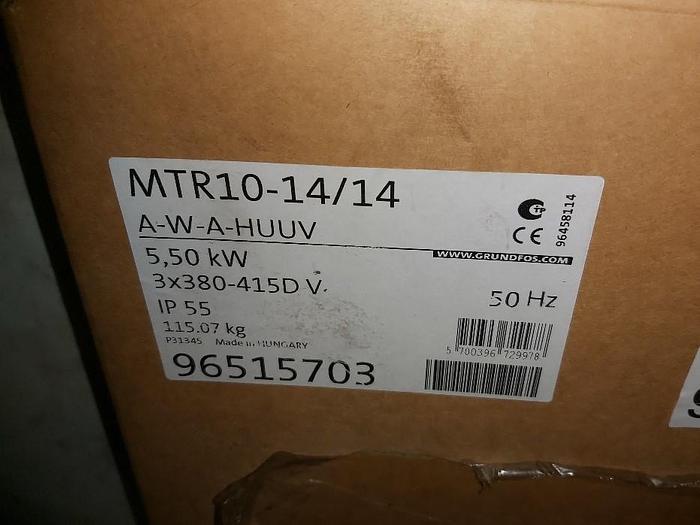 MTR10-14/14
A-W-A-HUUV
5,50 kW
3x380-415D V.
IP 55
115.07 kg
P31345 Made in HUNGARY
96515703
CE
96458114
WWW.GRUNDFOS.COM
50 Hz
5 700396 729978